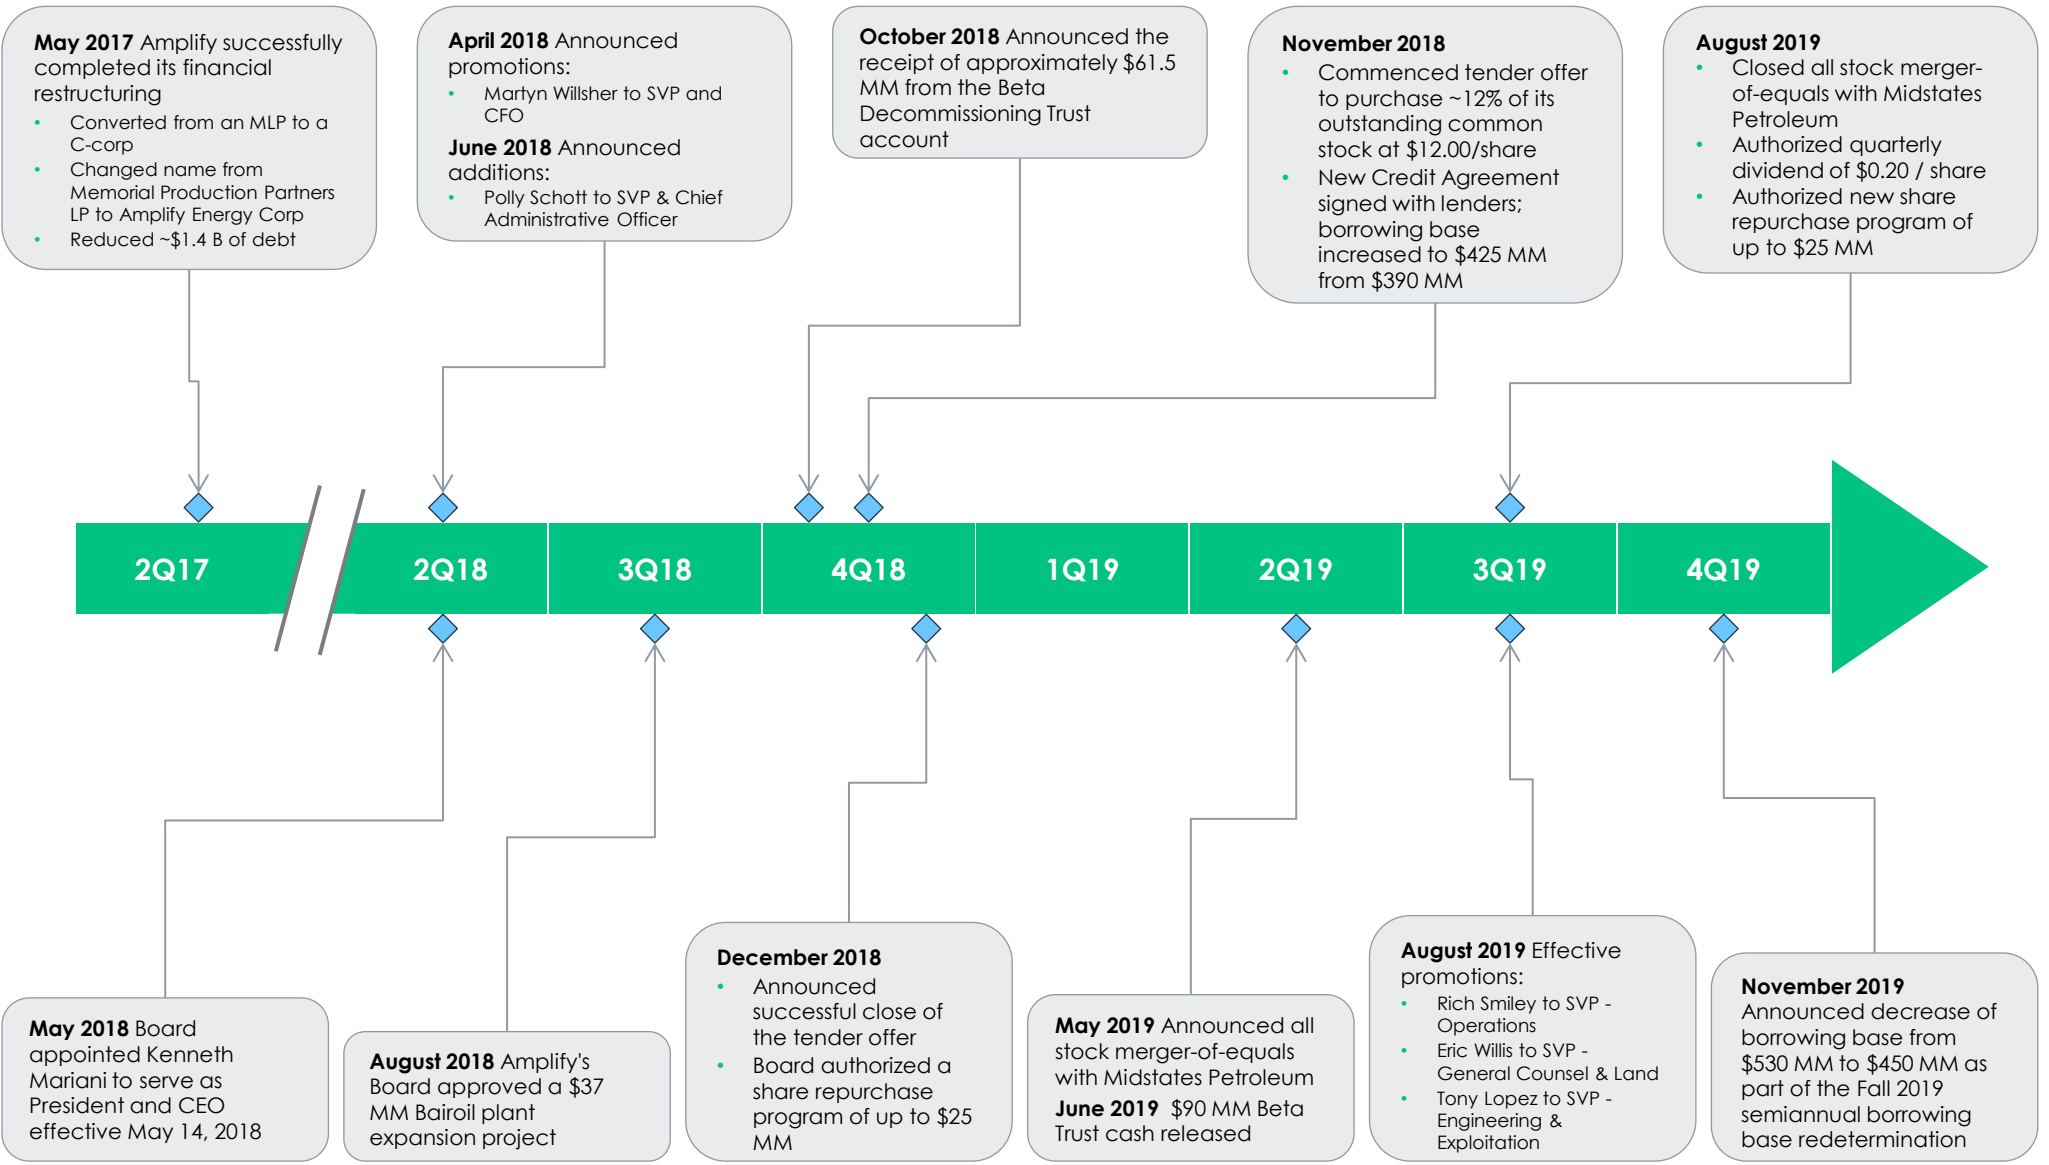 May 2017 Amplify successfully
completed its financial
restructuring
• Converted from an MLP to a
C-corp
• Changed name from
Memorial Production Partners
LP to Amplify Energy Corp
• Reduced ~$1.4 B of debt
April 2018 Announced
promotions:
• Martyn Willsher to SVP and
CFO
June 2018 Announced
additions:
• Polly Schott to SVP & Chief
Administrative Officer
October 2018 Announced the
receipt of approximately $61.5
MM from the Beta
Decommissioning Trust
account
November 2018
• Commenced tender offer
to purchase ~12% of its
outstanding common
stock at $12.00/share
• New Credit Agreement
signed with lenders;
borrowing base
increased to $425 MM
from $390 MM
August 2019
• Closed all stock merger-
of-equals with Midstates
Petroleum
• Authorized quarterly
dividend of $0.20 / share
• Authorized new share
repurchase program of
up to $25 MM
2Q17
2Q18
3Q18
4Q18
1Q19
2Q19
3Q19
4Q19
May 2018 Board
appointed Kenneth
Mariani to serve as
President and CEO
effective May 14, 2018
August 2018 Amplify's
Board approved a $37
MM Bairoil plant
expansion project
December 2018
• Announced
successful close of
the tender offer
• Board authorized a
share repurchase
program of up to $25
MM
May 2019 Announced all
stock merger-of-equals
with Midstates Petroleum
June 2019 $90 MM Beta
Trust cash released
August 2019 Effective
promotions:
• Rich Smiley to SVP -
Operations
• Eric Willis to SVP -
General Counsel & Land
• Tony Lopez to SVP -
Engineering &
Exploitation
November 2019
Announced decrease of
borrowing base from
$530 MM to $450 MM as
part of the Fall 2019
semiannual borrowing
base redetermination